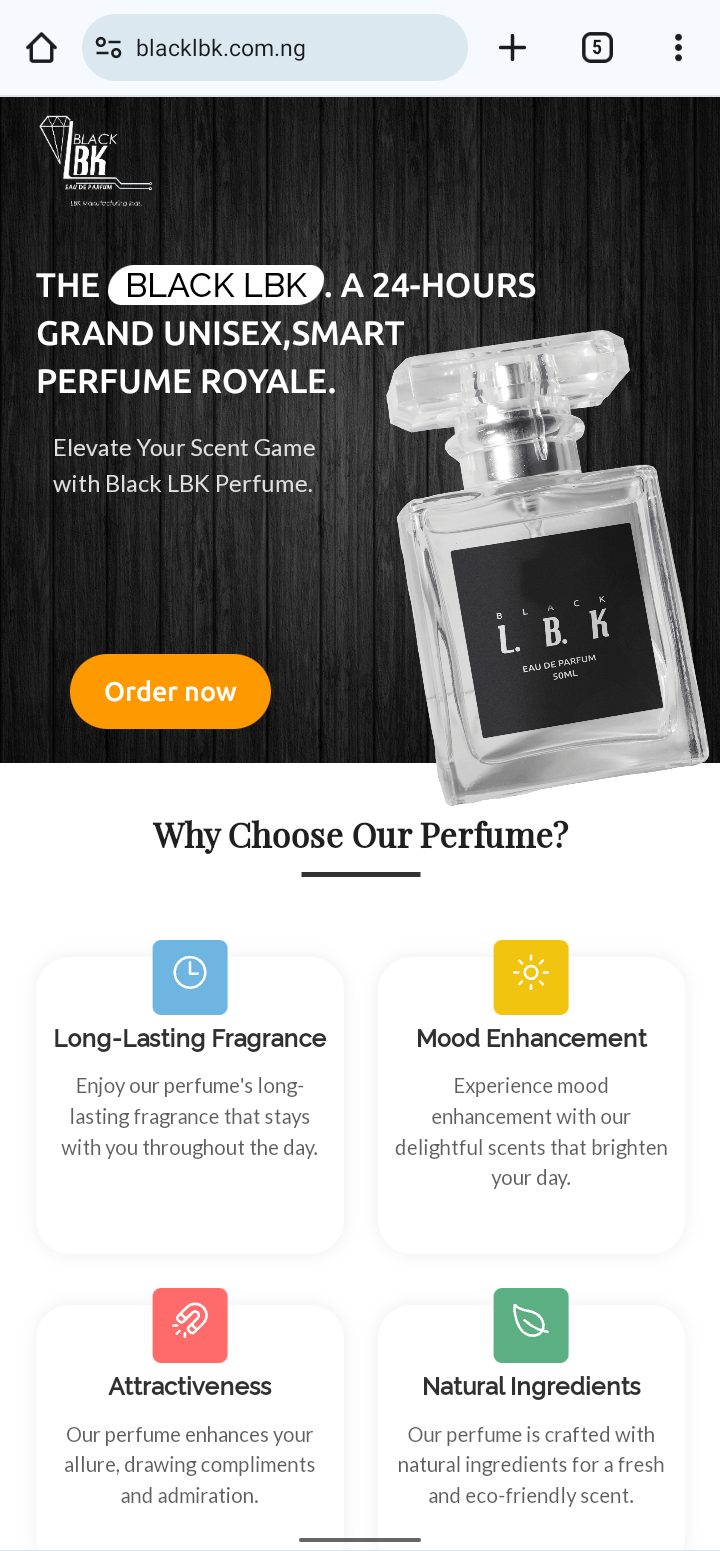 blacklbk.com.ng
5
BLACK
LBK
EAU DE PARFUM
THE BLACK LBK. A 24-HOURS
GRAND UNISEX,SMART
PERFUME ROYALE.
Elevate Your Scent Game
with Black LBK Perfume.
B L A C K
L. B. K
EAU DE PARFUM
50ML
Order now
Why Choose Our Perfume?
Long-Lasting Fragrance
Enjoy our perfume's long-
lasting fragrance that stays
with you throughout the day.
Mood Enhancement
Experience mood
enhancement with our
delightful scents that brighten
your day.
Attractiveness
Our perfume enhances your
allure, drawing compliments
and admiration.
Natural Ingredients
Our perfume is crafted with
natural ingredients for a fresh
and eco-friendly scent.